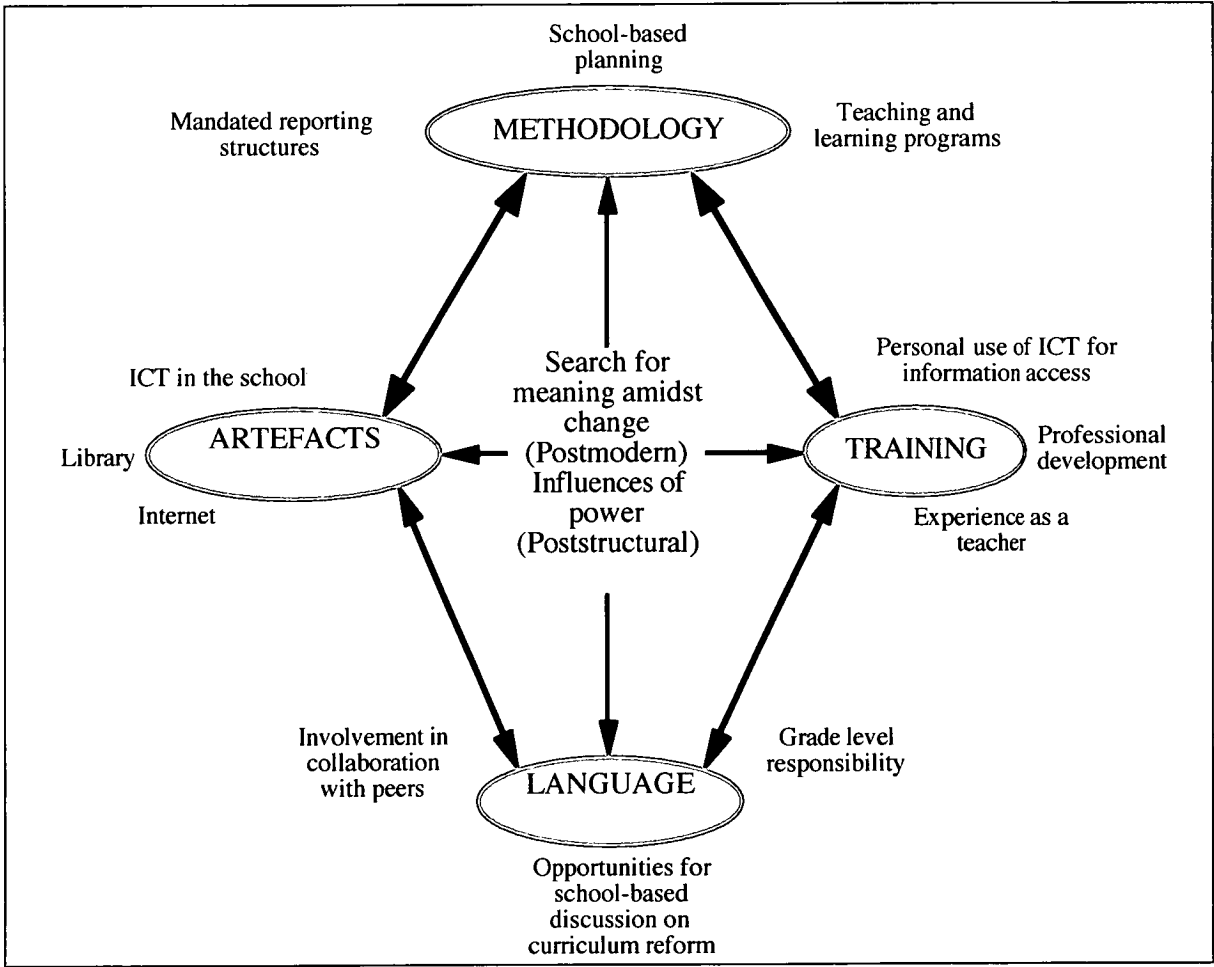 School-based
planning
Mandated reporting
structures
METHODOLOGY
Teaching and
learning programs
Personal use of ICT for
information access
ICT in the school
Search for
meaning amidst
change
(Postmodern)
Influences of
power
(Poststructural)
ARTEFACTS
Library
Internet
TRAINING
Professional
development
Experience as a
teacher
Involvement in
collaboration
with peers
LANGUAGE
Grade level
responsibility
Opportunities for
school-based
discussion on
curriculum reform